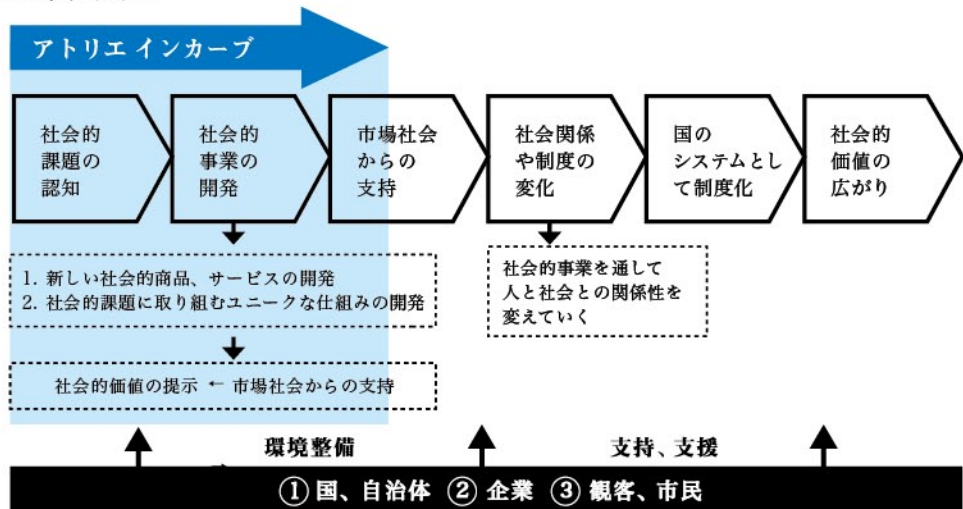 アトリエ インカーブ
社会的
課題の
認知
社会的
事業の
開発
市場社会
からの
支持
社会関係
や制度の
変化
国の
システムとし
て制度化
社会的
価値の
広がり
1. 新しい社会的商品、サービスの開発
2. 社会的課題に取り組むユニークな仕組みの開発
社会的事業を通して
人と社会との関係性を
変えていく
社会的価値の提示 ← 市場社会からの支持
環境整備
支持、支援
① 国、自治体 ② 企業 ③ 観客、市民